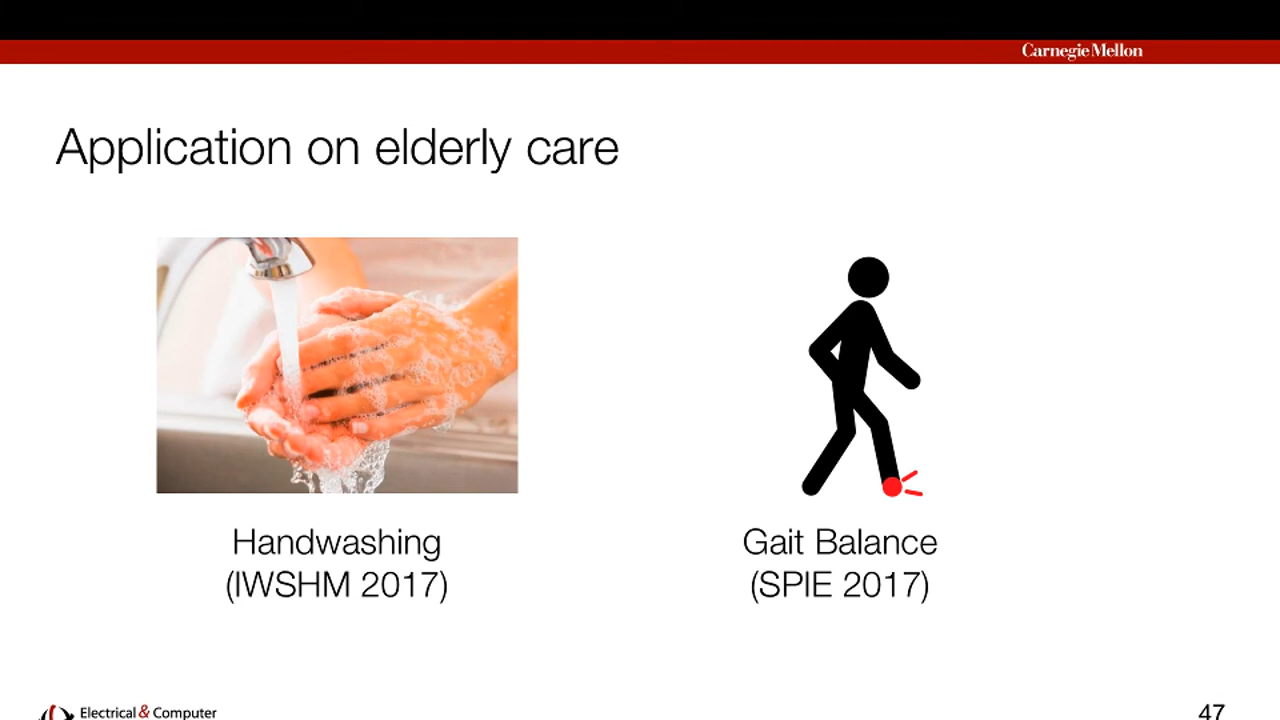 Carnegie Mellon
Application on elderly care
Handwashing
(IWSHM 2017)
Gait Balance
(SPIE 2017)
Electrical & Computer
47